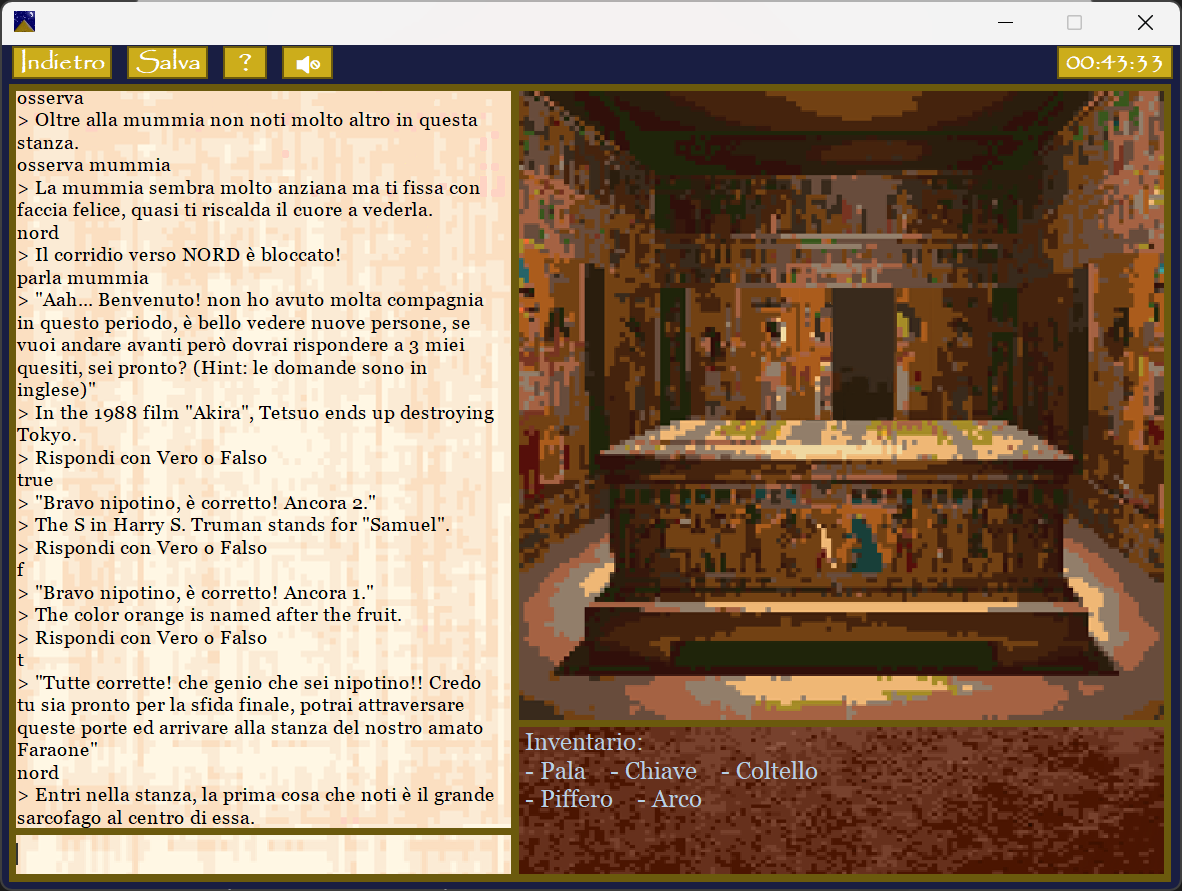 Indietro
Salva
?
00:43:33
osserva
> Oltre alla mummia non noti molto altro in questa
stanza.
osserva mummia
> La mummia sembra molto anziana ma ti fissa con
faccia felice, quasi ti riscalda il cuore a vederla.
nord
> Il corridio verso NORD è bloccato!
parla mummia
> "Aah... Benvenuto! non ho avuto molta compagnia
in questo periodo, è bello vedere nuove persone, se
vuoi andare avanti però dovrai rispondere a 3 miei
quesiti, sei pronto? (Hint: le domande sono in
inglese)"
> In the 1988 film "Akira", Tetsuo ends up destroying
Tokyo.
> Rispondi con Vero o Falso
true
> "Bravo nipotino, è corretto! Ancora 2."
> The S in Harry S. Truman stands for "Samuel".
> Rispondi con Vero o Falso
f
> "Bravo nipotino, è corretto! Ancora 1."
> The color orange is named after the fruit.
> Rispondi con Vero o Falso
t
> "Tutte corrette! che genio che sei nipotino!! Credo
tu sia pronto per la sfida finale, potrai attraversare
queste porte ed arrivare alla stanza del nostro amato
Faraone"
nord
> Entri nella stanza, la prima cosa che noti è il grande
sarcofago al centro di essa.
Inventario:
- Pala - Chiave - Coltello
- Piffero - Arco